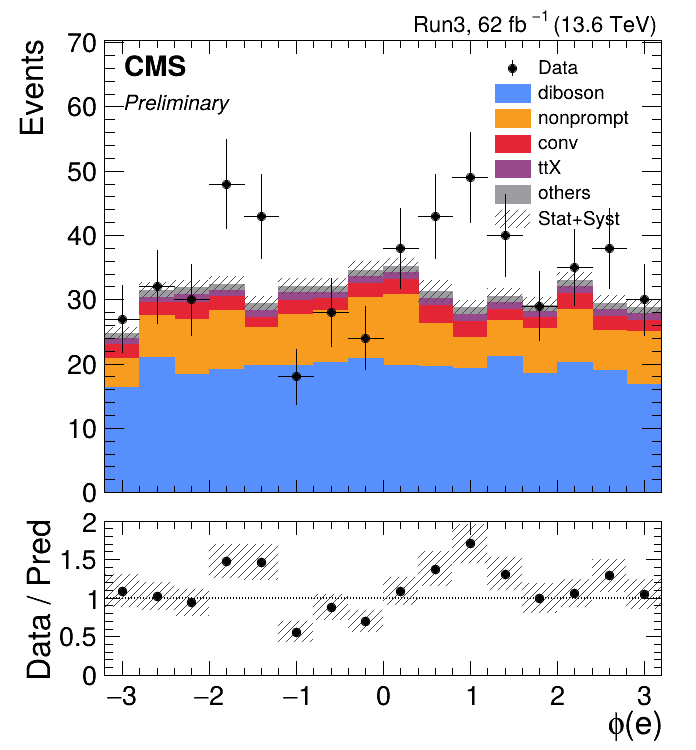 Run3, 62 fb⁻¹ (13.6 TeV)
CMS
Preliminary
Events
70
60
50
40
30
20
10
0
Data
diboson
nonprompt
conv
ttX
others
Stat+Syst
Data / Pred
2
1.5
1
0.5
0
−3 −2 −1 0 1 2 3
ϕ(e)